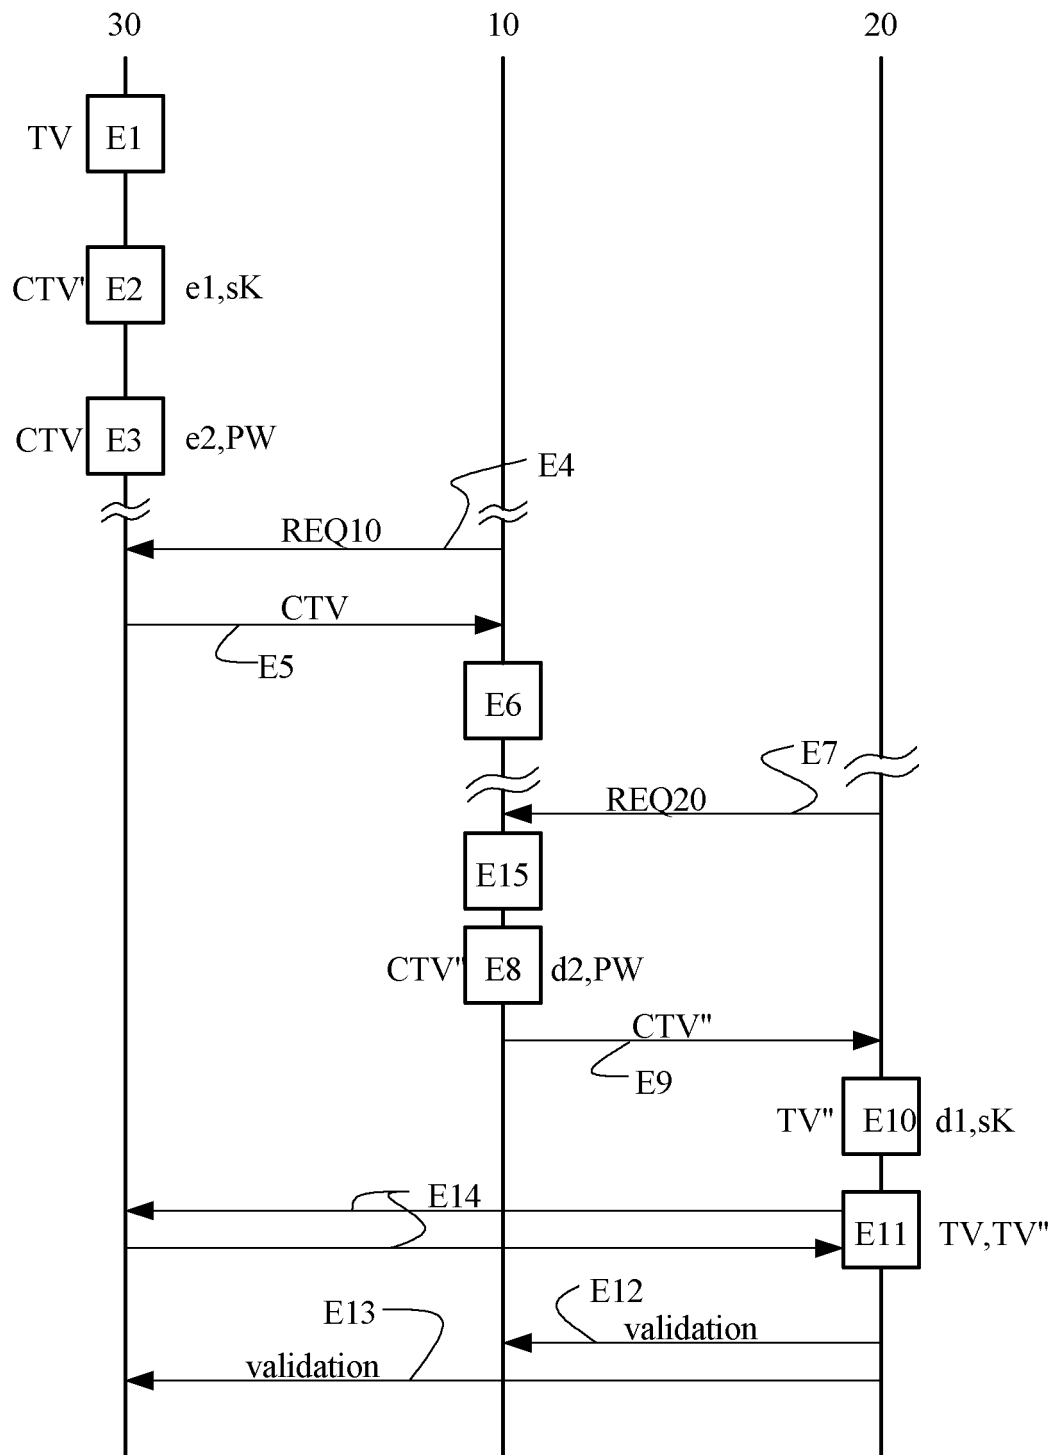 30 10 20
TV E1
CTV' E2 e1,sK
CTV E3 e2,PW
E4
REQ10
CTV
E5
E6
E7
REQ20
E15
CTV" E8 d2,PW
CTV"
E9
TV" E10 d1,sK
E14
E11 TV,TV"
E12
E13
validation
validation